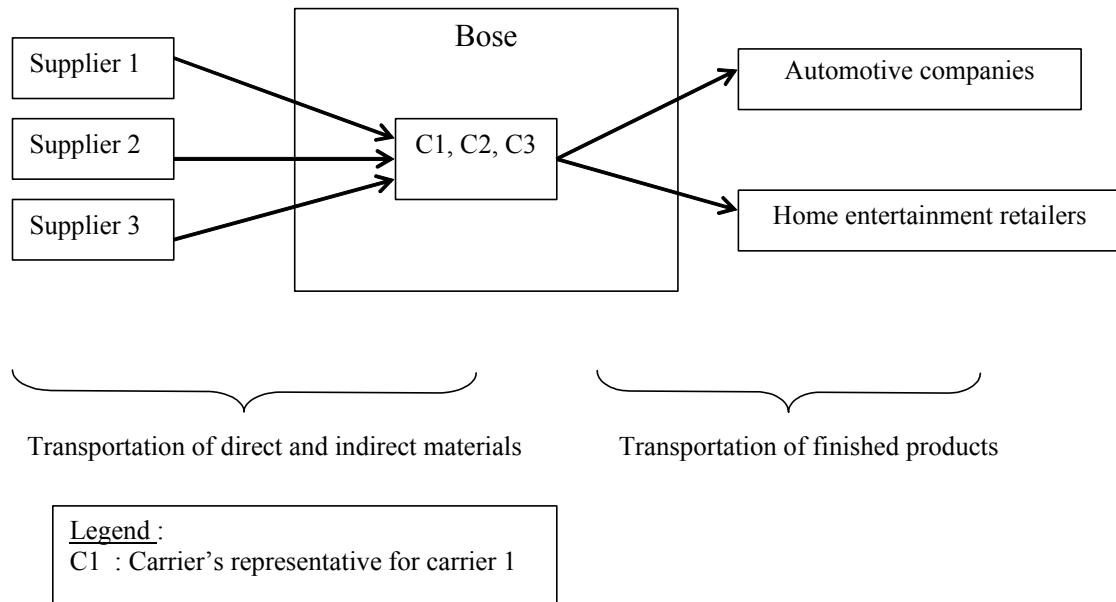 Bose
Supplier 1
Supplier 2
Supplier 3
C1, C2, C3
Automotive companies
Home entertainment retailers
Transportation of direct and indirect materials
Transportation of finished products
Legend :
C1 : Carrier’s representative for carrier 1